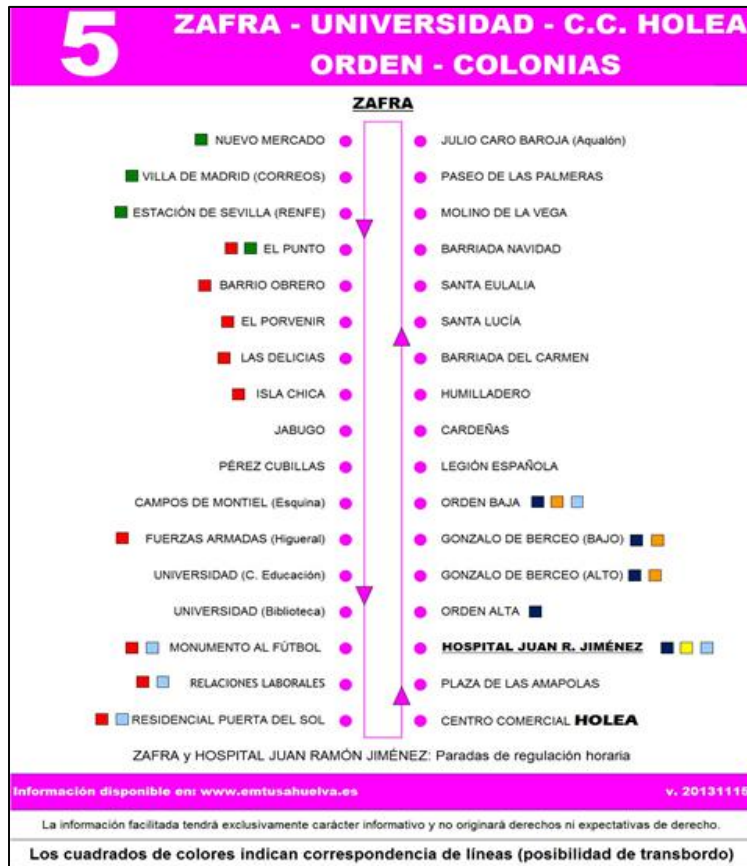 5
ZAFRA - UNIVERSIDAD - C.C. HOLEA
ORDEN - COLONIAS
ZAFRA
NUEVO MERCADO
VILLA DE MADRID (CORREOS)
ESTACIÓN DE SEVILLA (RENFE)
EL PUNTO
BARRIO OBRERO
EL PORVENIR
LAS DELICIAS
ISLA CHICA
JABUGO
PÉREZ CUBILLAS
CAMPOS DE MONTIEL (Esquina)
FUERZAS ARMADAS (Higueral)
UNIVERSIDAD (C. Educación)
UNIVERSIDAD (Biblioteca)
MONUMENTO AL FÚTBOL
RELACIONES LABORALES
RESIDENCIAL PUERTA DEL SOL
JULIO CARO BAROJA (Aqualón)
PASEO DE LAS PALMERAS
MOLINO DE LA VEGA
BARRIADA NAVIDAD
SANTA EULALIA
SANTA LUCÍA
BARRIADA DEL CARMEN
HUMILLADERO
CARDEÑAS
LEGIÓN ESPAÑOLA
ORDEN BAJA
GONZALO DE BERCEO (BAJO)
GONZALO DE BERCEO (ALTO)
ORDEN ALTA
HOSPITAL JUAN R. JIMÉNEZ
PLAZA DE LAS AMAPOLAS
CENTRO COMERCIAL HOLEA
ZAFRA y HOSPITAL JUAN RAMÓN JIMÉNEZ: Paradas de regulación horaria
Información disponible en: www.emtusahuelva.es
v. 20131115
La información facilitada tendrá exclusivamente carácter informativo y no originará derechos ni expectativas de derecho.
Los cuadrados de colores indican correspondencia de líneas (posibilidad de transbordo)